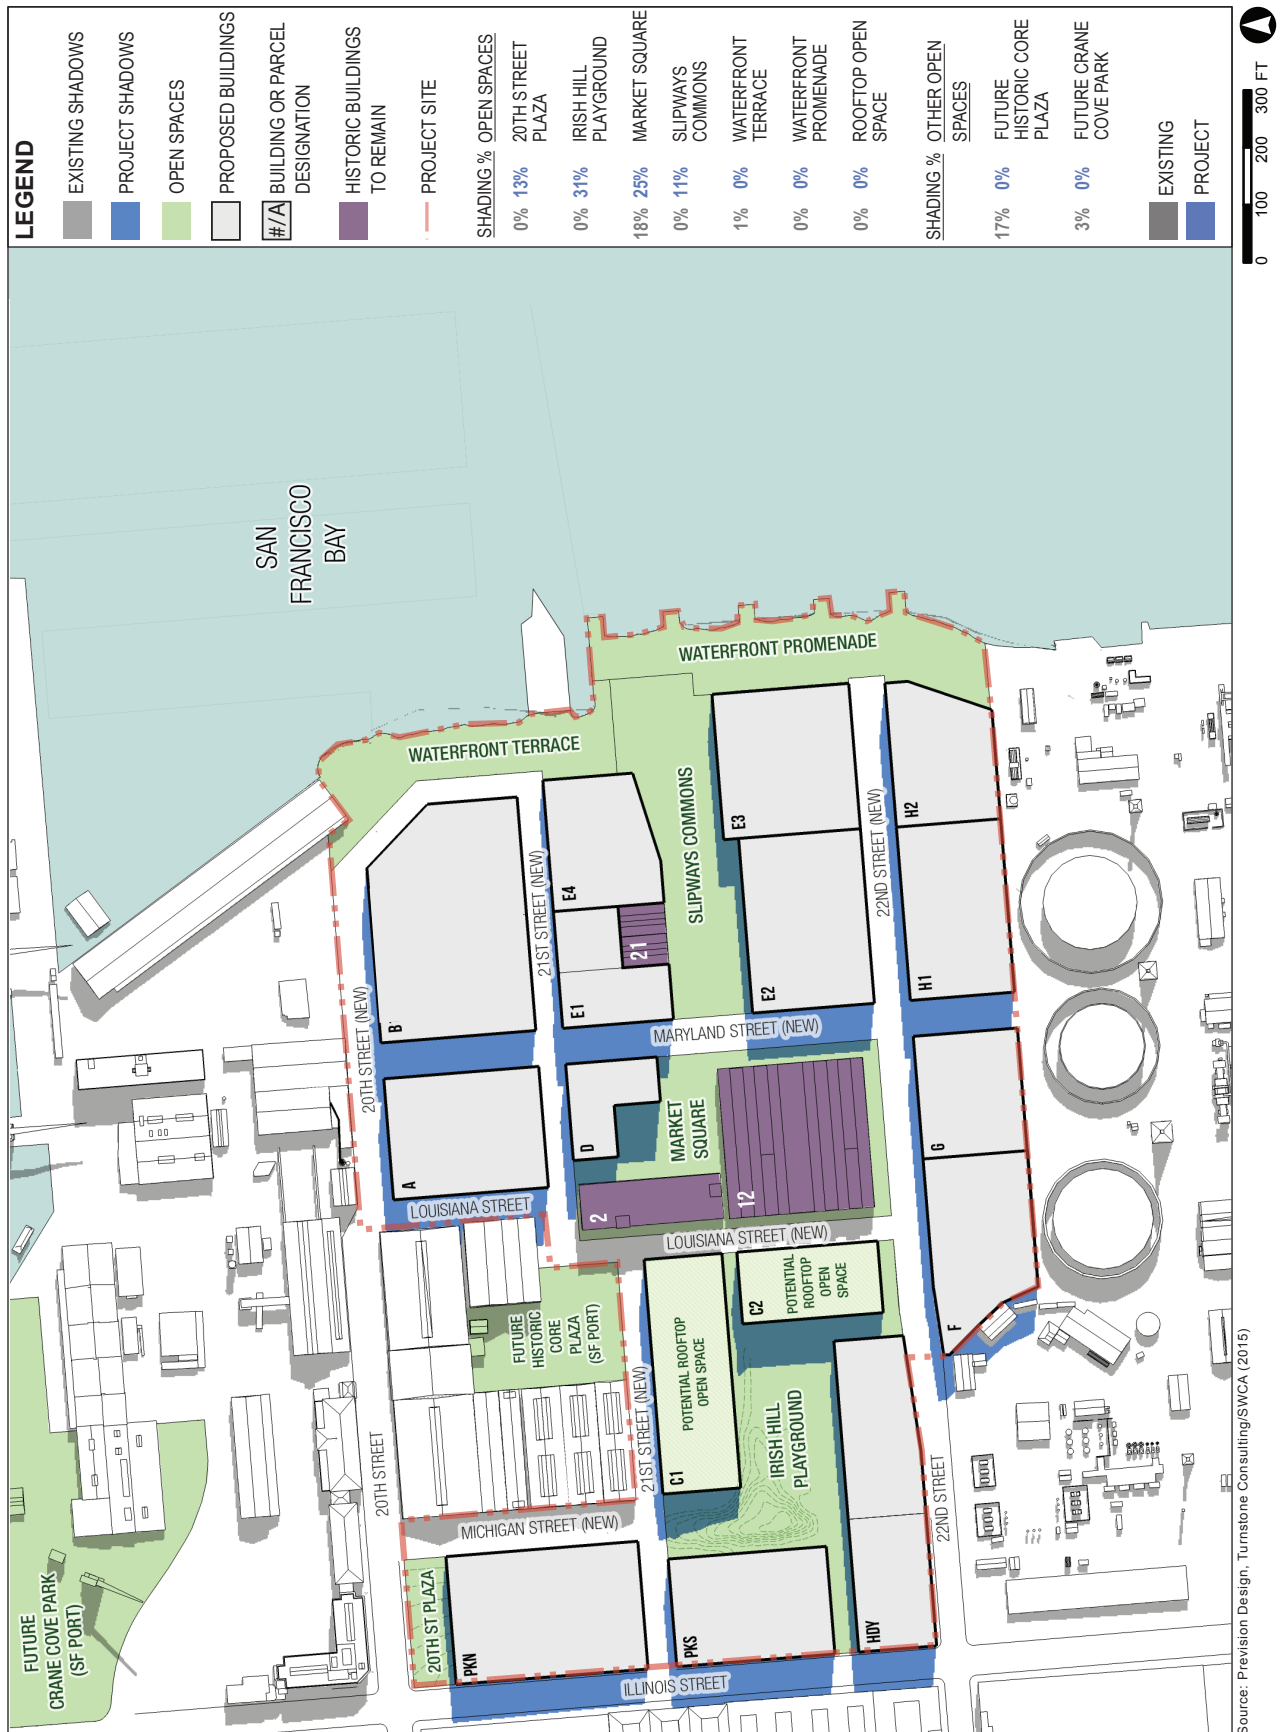 LEGEND
EXISTING SHADOWS
PROJECT SHADOWS
OPEN SPACES
PROPOSED BUILDINGS
#/A
BUILDING OR PARCEL
DESIGNATION
HISTORIC BUILDINGS
TO REMAIN
PROJECT SITE
SHADING % OPEN SPACES
0% 13% 20TH STREET
PLAZA
0% 31% IRISH HILL
PLAYGROUND
18% 25% MARKET SQUARE
0% 11% SLIPWAYS
COMMONS
1% 0% WATERFRONT
TERRACE
0% 0% WATERFRONT
PROMENADE
0% 0% ROOFTOP OPEN
SPACE
SHADING % OTHER OPEN
SPACES
17% 0% FUTURE
HISTORIC CORE
PLAZA
3% 0% FUTURE CRANE
COVE PARK
EXISTING
PROJECT
0 100 200 300 FT
SAN
FRANCISCO
BAY
FUTURE
CRANE COVE PARK
(SF PORT)
20TH STREET
20TH STREET (NEW)
WATERFRONT TERRACE
20TH ST PLAZA
PKN
MICHIGAN STREET (NEW)
FUTURE
HISTORIC
CORE
PLAZA
(SF PORT)
LOUISIANA STREET
A
B
21ST STREET (NEW)
21ST STREET (NEW)
ILLINOIS STREET
PKS
C1
POTENTIAL ROOFTOP
OPEN SPACE
2
D
E1
21
E4
MARKET
SQUARE
MARYLAND STREET (NEW)
SLIPWAYS COMMONS
WATERFRONT PROMENADE
IRISH HILL
PLAYGROUND
C2
POTENTIAL
ROOFTOP
OPEN
SPACE
LOUISIANA STREET (NEW)
12
E2
E3
HDY
22ND STREET
22ND STREET (NEW)
F
G
H1
H2
Source: Prevision Design, Turnstone Consulting/SWCA (2015)